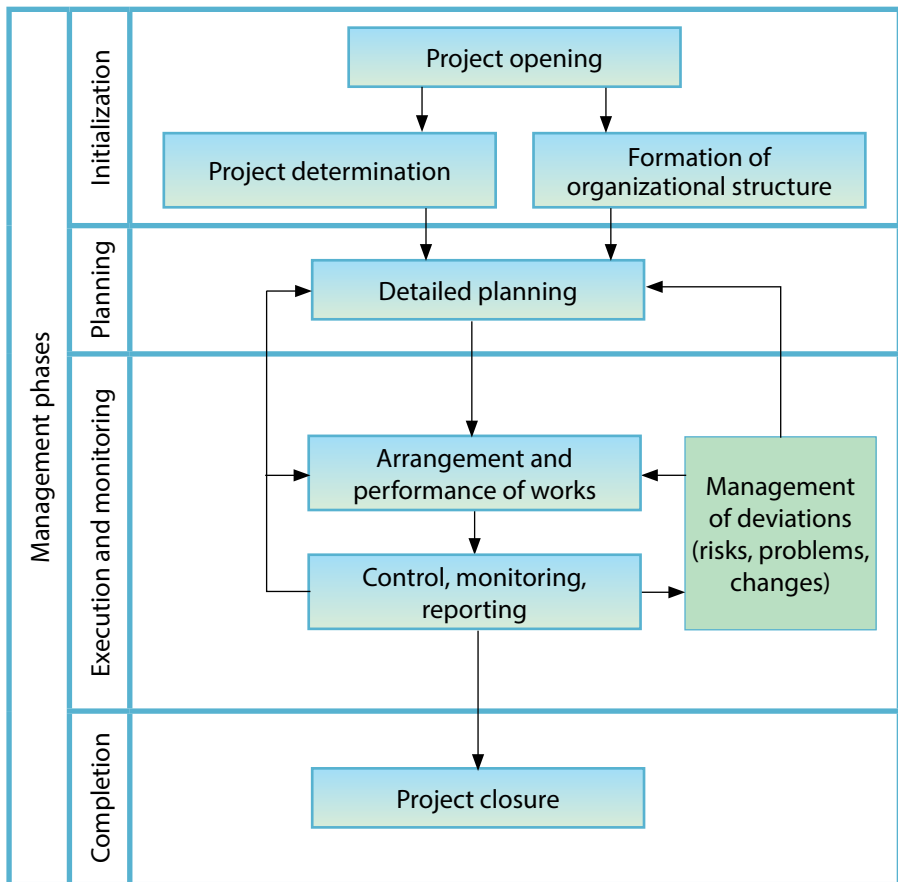 Management phases
Initialization
Project opening
Project determination
Formation of
organizational structure
Planning
Detailed planning
Execution and monitoring
Arrangement and
performance of works
Management
of deviations
(risks, problems,
changes)
Control, monitoring,
reporting
Completion
Project closure